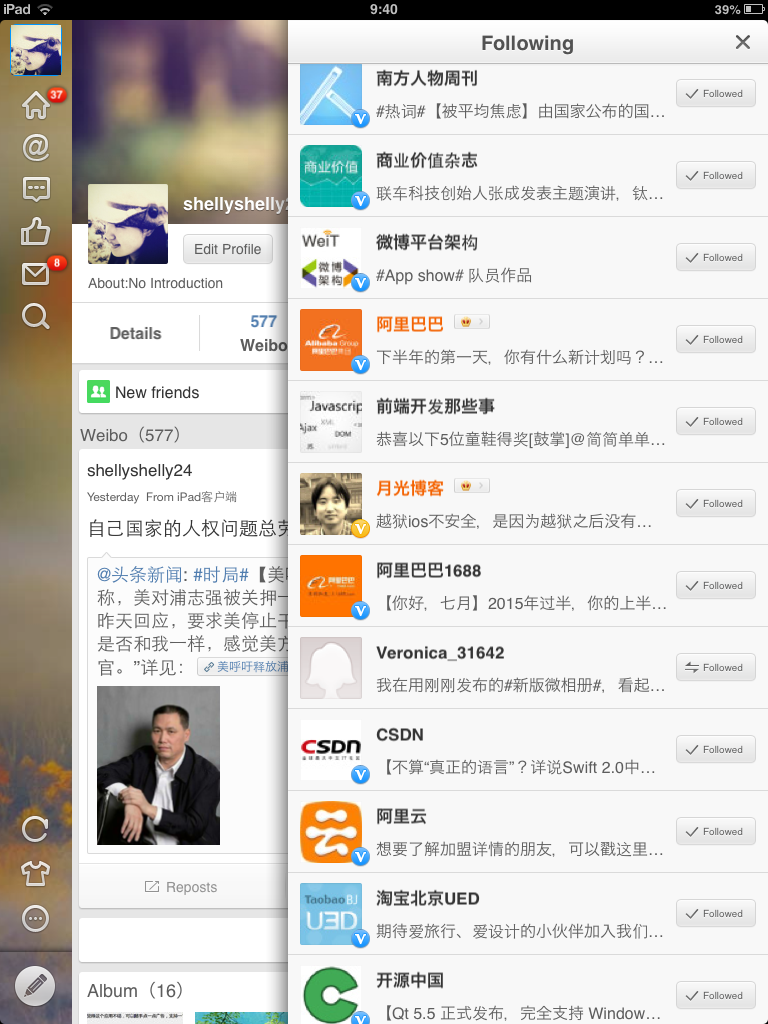 iPad
9:40
39%
37
8
shellyshelly2
Edit Profile
About:No Introduction
Details
577
Weibo
New friends
Weibo（577）
shellyshelly24
Yesterday From iPad客户端
自己国家的人权问题总
@头条新闻: #时局#【美
称，美对浦志强被关押一
昨天回应，要求美停止干
是否和我一样，感觉美方
官。”详见：
美呼吁释放浦
Reposts
Album（16）
Following
南方人物周刊
#热词#【被平均焦虑】由国家公布的国…
Followed
商业价值
商业价值杂志
联车科技创始人张成发表主题演讲，钛…
Followed
WeiT
微博
架构
微博平台架构
#App show# 队员作品
Followed
Alibaba Group
阿里巴巴
下半年的第一天，你有什么新计划吗？…
Followed
Javascrip
Ajax
XML
DOM
前端开发那些事
恭喜以下5位童鞋得奖[鼓掌]@简简单单…
Followed
月光博客
越狱ios不安全，是因为越狱之后没有…
Followed
阿里巴巴
阿里巴巴1688
【你好，七月】2015年过半，你的上半…
Followed
Veronica_31642
我在用刚刚发布的#新版微相册#，看起…
Followed
CSDN
CSDN
【不算“真正的语言”？详说Swift 2.0中…
Followed
阿里云
想要了解加盟详情的朋友，可以戳这里…
Followed
Taobao BJ
UED
淘宝北京UED
期待爱旅行、爱设计的小伙伴加入我们…
Followed
开源中国
【Qt 5.5 正式发布，完全支持 Window…
Followed